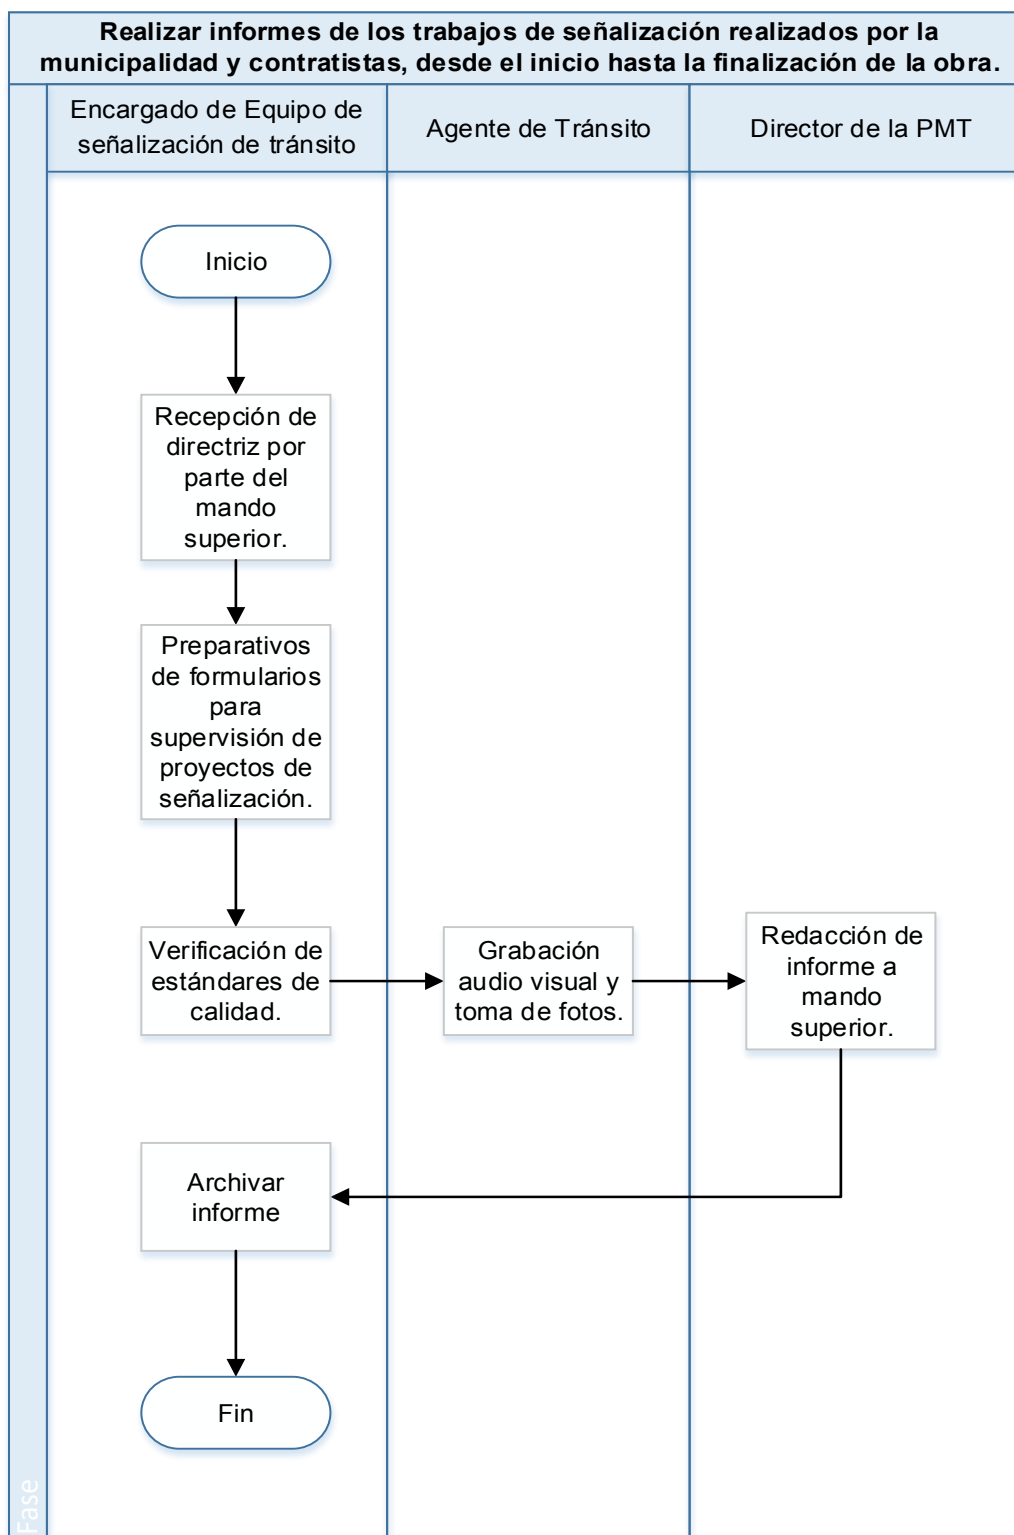 Realizar informes de los trabajos de señalización realizados por la
municipalidad y contratistas, desde el inicio hasta la finalización de la obra.
Encargado de Equipo de
señalización de tránsito
Agente de Tránsito
Director de la PMT
Inicio
Recepción de
directriz por
parte del
mando
superior.
Preparativos
de formularios
para
supervisión de
proyectos de
señalización.
Verificación de
estándares de
calidad.
Grabación
audio visual y
toma de fotos.
Redacción de
informe a
mando
superior.
Archivar
informe
Fin
Fase